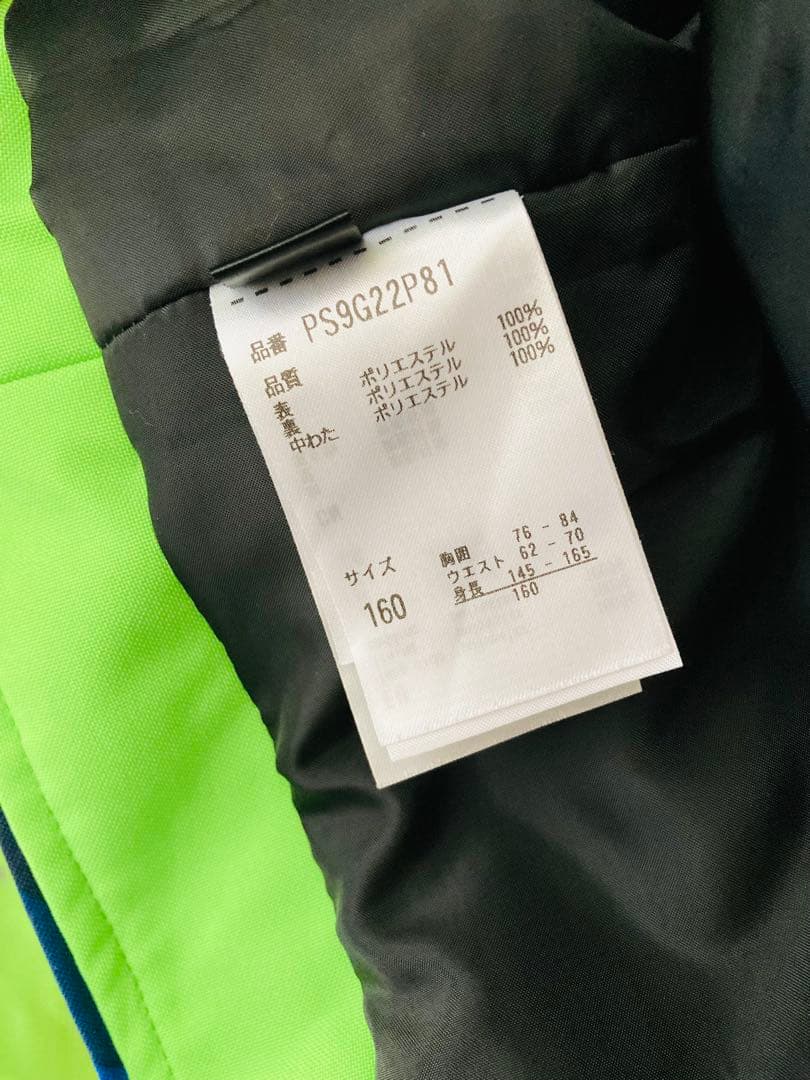 品番 PS9G22P81
品質
表 ポリエステル 100%
裏 ポリエステル 100%
中わた ポリエステル 100%
サイズ 胸囲 76 - 84
ウエスト 62 - 70
身長 145 - 165
160 160